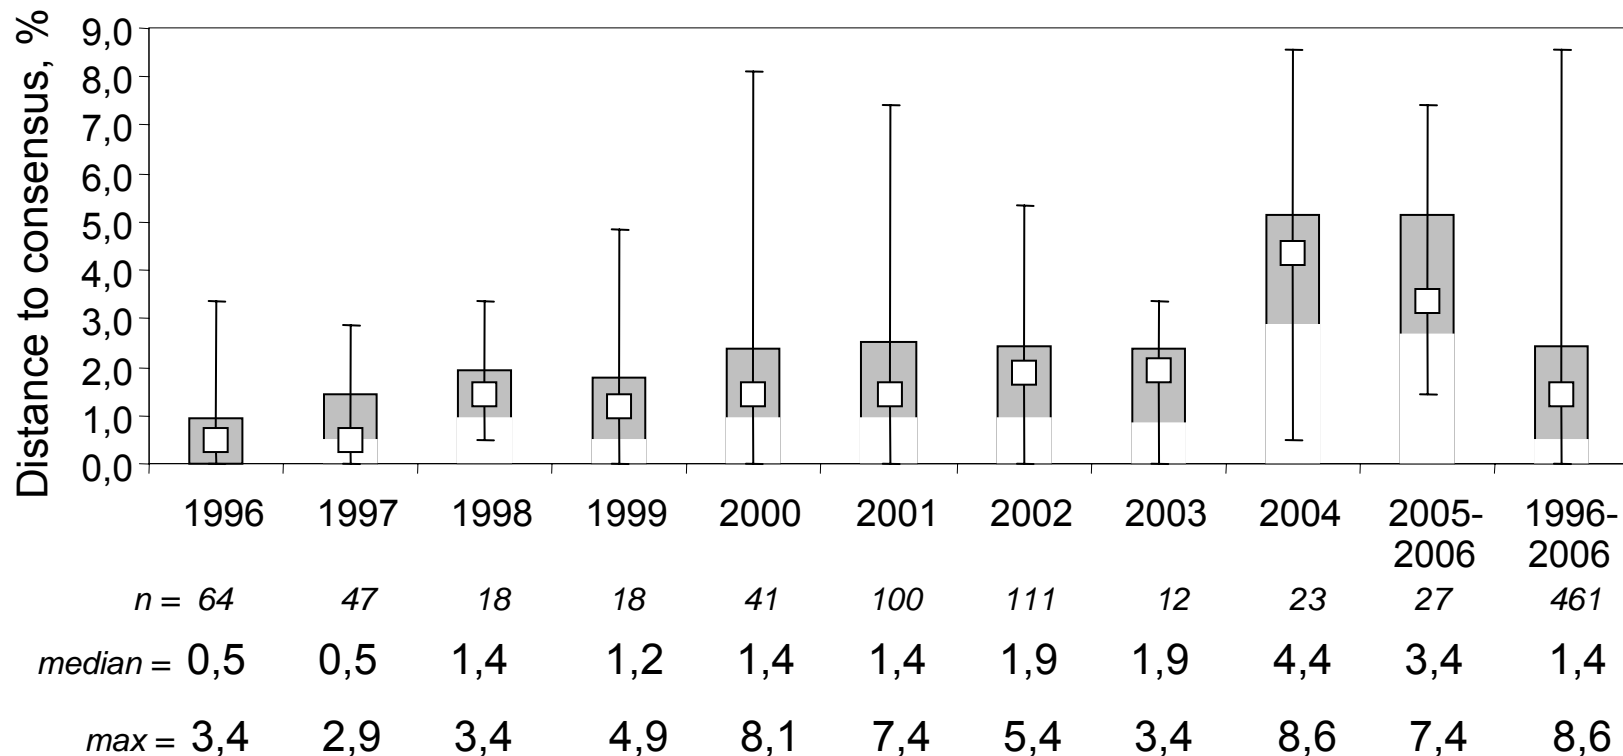 Distance to consensus, %
9,0
8,0
7,0
6,0
5,0
4,0
3,0
2,0
1,0
0,0
1996 1997 1998 1999 2000 2001 2002 2003 2004 2005- 1996-
2006 2006
n = 64 47 18 18 41 100 111 12 23 27 461
median = 0,5 0,5 1,4 1,2 1,4 1,4 1,9 1,9 4,4 3,4 1,4
max = 3,4 2,9 3,4 4,9 8,1 7,4 5,4 3,4 8,6 7,4 8,6